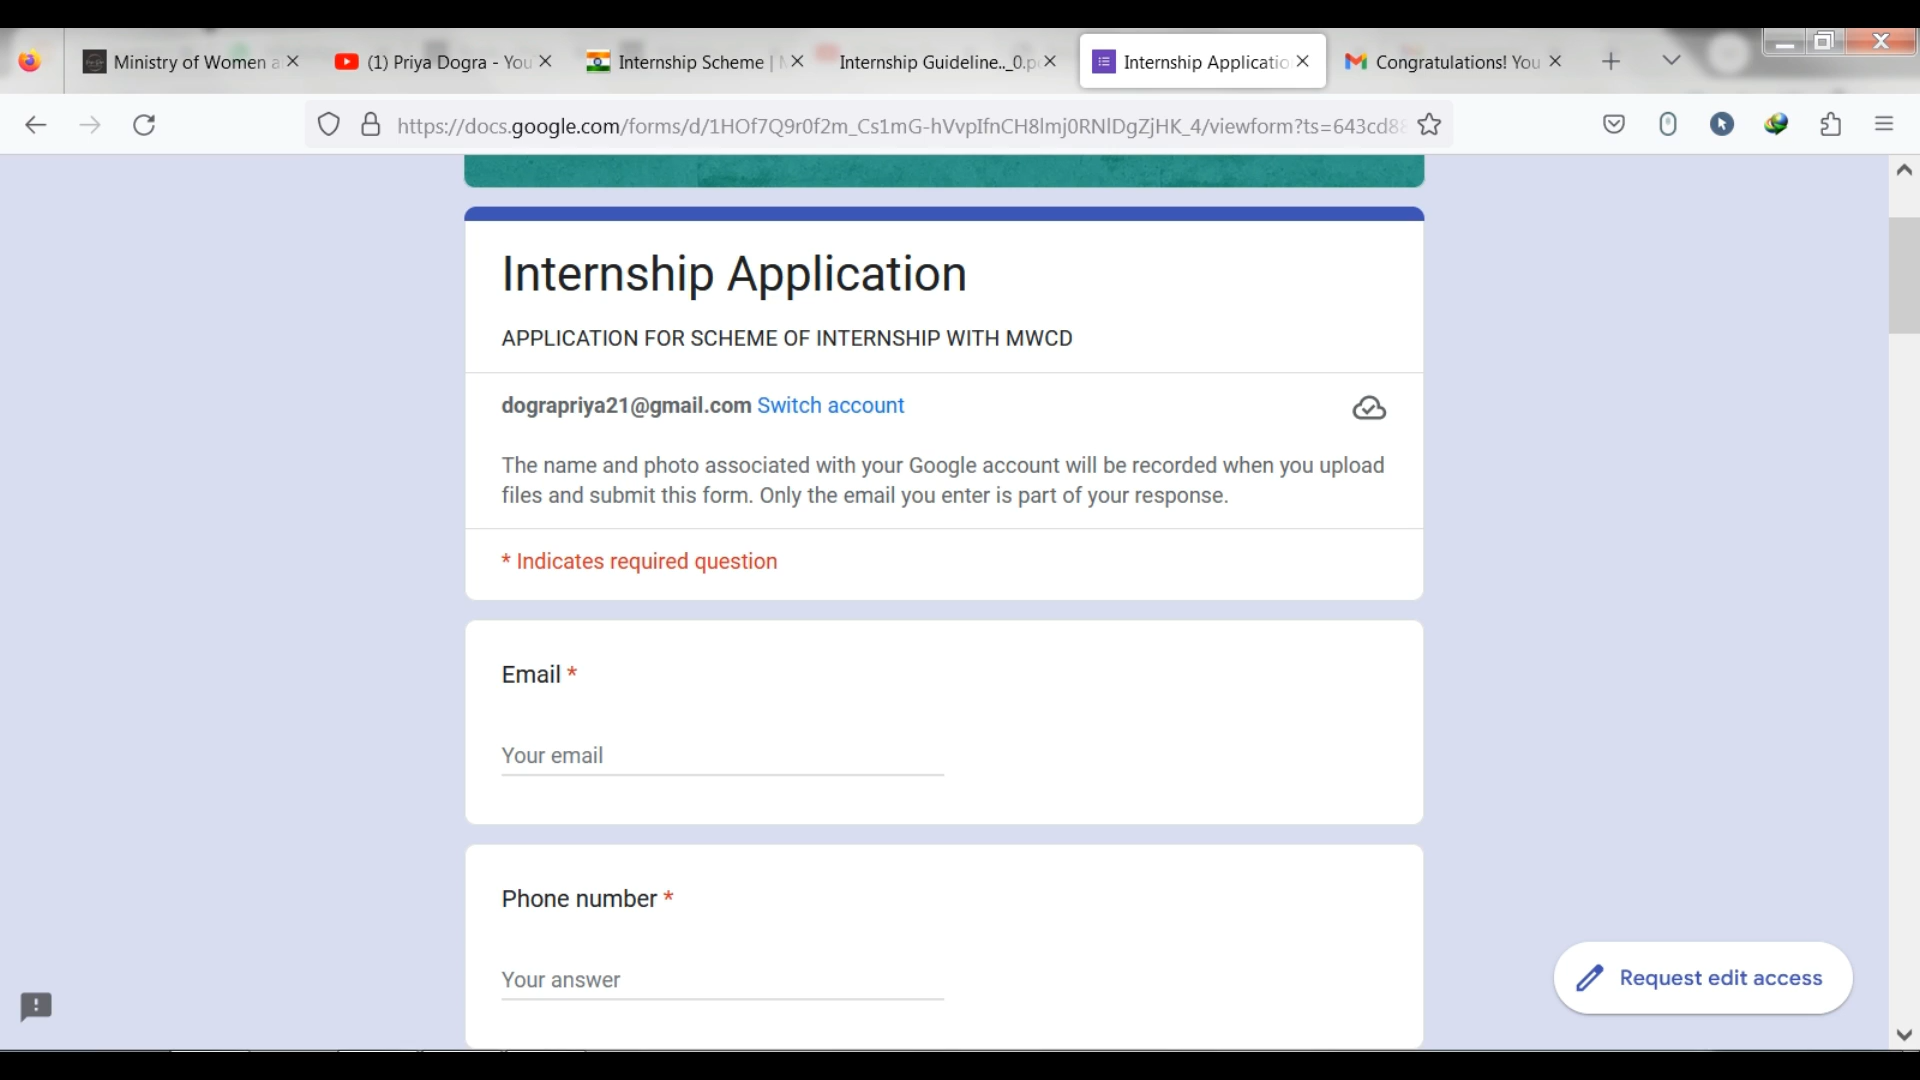 Ministry of Women a
(1) Priya Dogra - You
Internship Scheme |
Internship Guideline.._0.p
Internship Applicatio
Congratulations! You
https://docs.google.com/forms/d/1HOf7Q9r0f2m_Cs1mG-hVvpIfnCH8lmj0RNlDgZjHK_4/viewform?ts=643cd88
Internship Application
APPLICATION FOR SCHEME OF INTERNSHIP WITH MWCD
dograpriya21@gmail.com Switch account
The name and photo associated with your Google account will be recorded when you upload
files and submit this form. Only the email you enter is part of your response.
* Indicates required question
Email *
Your email
Phone number *
Your answer
Request edit access